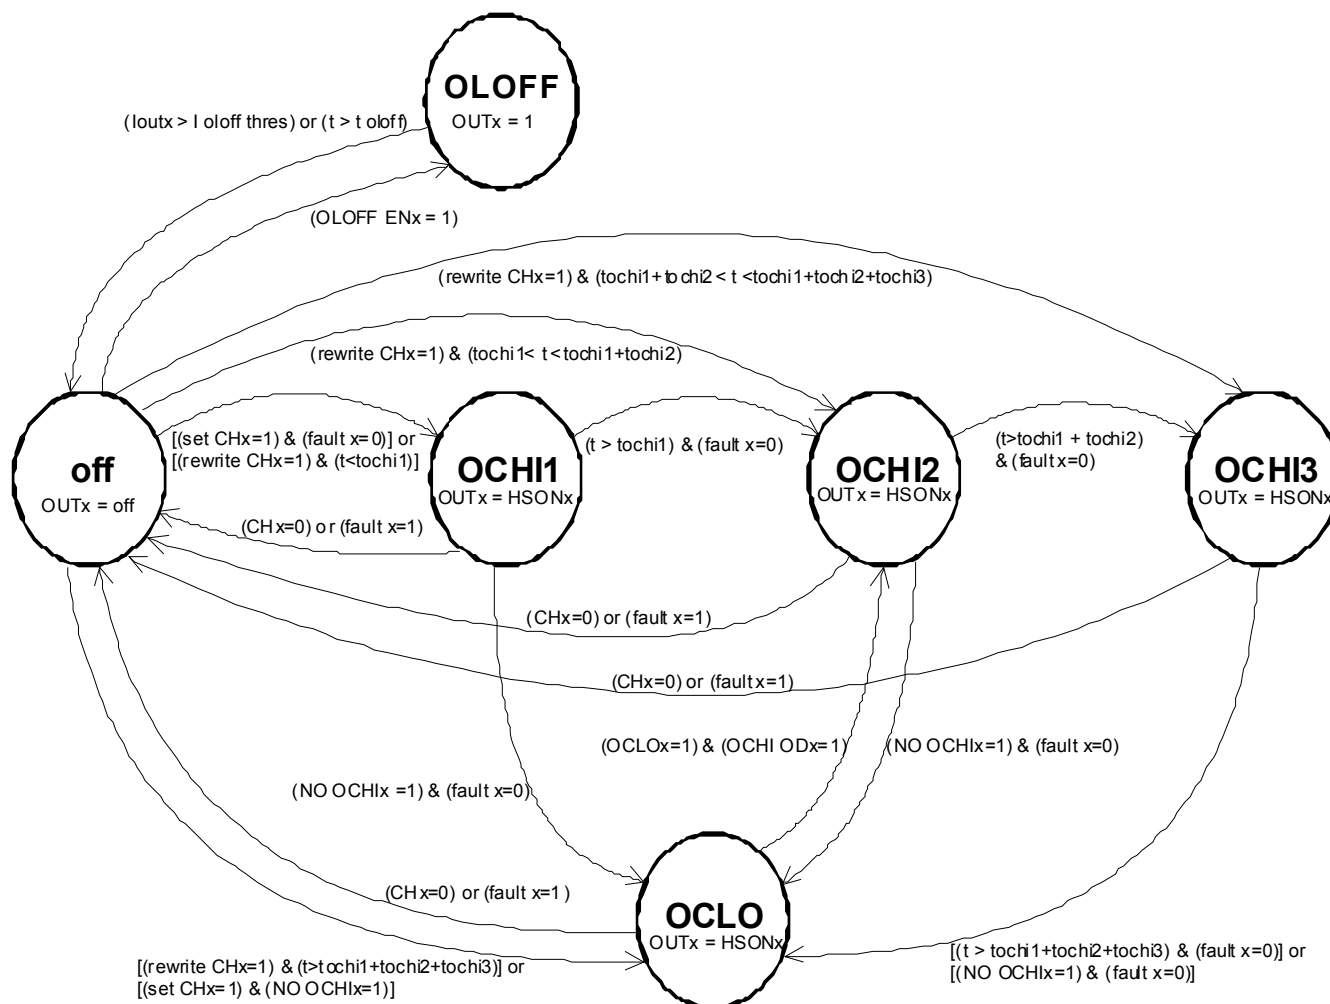 OLOFF
OUTx = 1
(Ioutx > I oloff thres) or (t > t oloff)
(OLOFF ENx = 1)
(rewrite CHx=1) & (tochi1+tochi2 < t <tochi1+tochi2+tochi3)
(rewrite CHx=1) & (tochi1< t <tochi1+tochi2)
[(set CHx=1) & (fault x=0)] or
[(rewrite CHx=1) & (t<tochi1)]
(t > tochi1) & (fault x=0)
(t>tochi1 + tochi2)
& (fault x=0)
off
OUTx = off
OCHI1
OUTx = HSONx
OCHI2
OUTx = HSONx
OCHI3
OUTx = HSONx
(CHx=0) or (fault x=1)
(CHx=0) or (fault x=1)
(CHx=0) or (fault x=1)
(OCLOx=1) & (OCHI ODx=1)
(NO OCHIx=1) & (fault x=0)
(NO OCHIx =1) & (fault x=0)
(CHx=0) or (fault x=1)
OCLO
OUTx = HSONx
[(rewrite CHx=1) & (t>tochi1+tochi2+tochi3)] or
[(set CHx=1) & (NO OCHIx=1)]
[(t > tochi1+tochi2+tochi3) & (fault x=0)] or
[(NO OCHIx=1) & (fault x=0)]